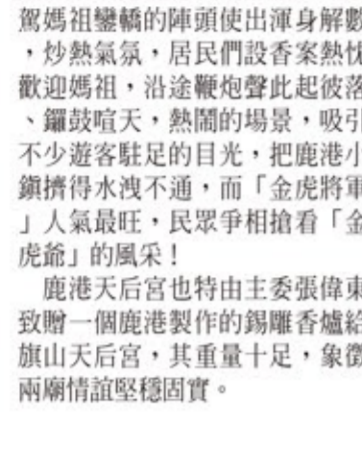 駕媽祖鑾轎的陣頭使出渾身解數
，炒熱氣氛，居民們設香案熱忱
歡迎媽祖，沿途鞭炮聲此起彼落
、鑼鼓喧天，熱鬧的場景，吸引
不少遊客駐足的目光，把鹿港小
鎮擠得水洩不通，而「金虎將軍
」人氣最旺，民眾爭相搶看「金
虎爺」的風采！
鹿港天后宮也特由主委張偉東
致贈一個鹿港製作的錫雕香爐給
旗山天后宮，其重量十足，象徵
兩廟情誼堅穩固實。